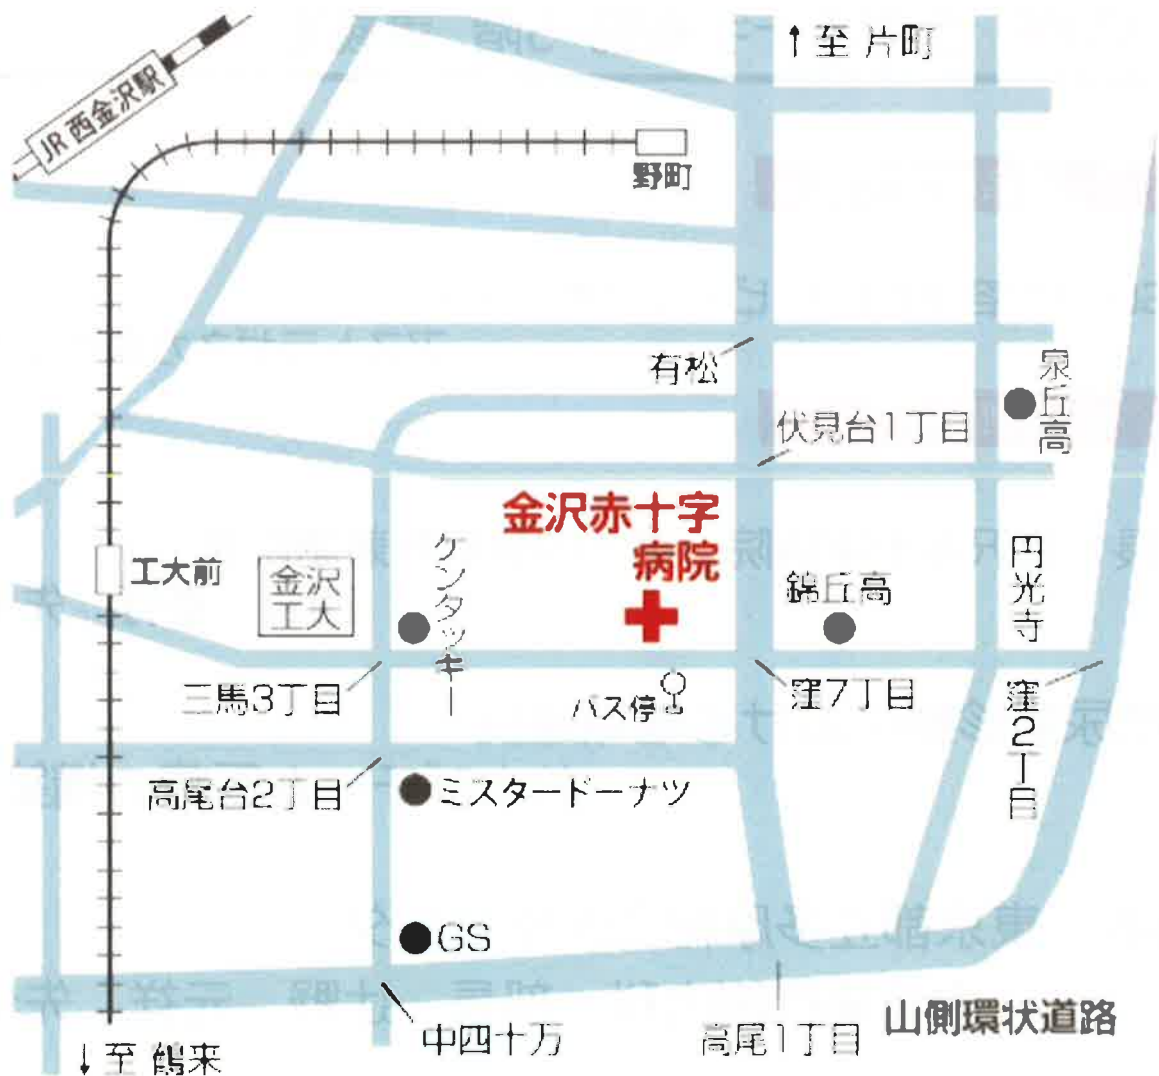 ↑至 片町
JR 西金沢駅
野町
有松
泉丘高
伏見台1丁目
金沢赤十字
病院
ケンタッキー
円光寺
工大前
金沢
工大
錦丘高
三馬3丁目
バス停
窪7丁目
窪2丁目
高尾台2丁目
ミスタードーナツ
GS
山側環状道路
中四十万
高尾1丁目
↓至 鶴来